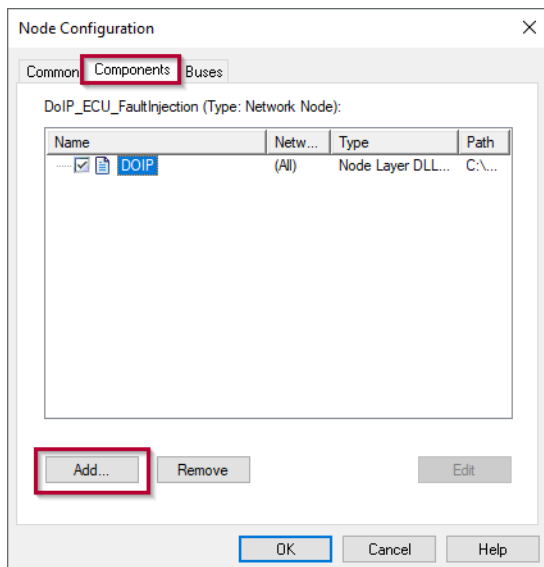 Node Configuration
Common Components Buses
DoIP_ECU_FaultInjection (Type: Network Node):
Name Netw... Type Path
DOIP (All) Node Layer DLL... C:\...
Add... Remove Edit
OK Cancel Help